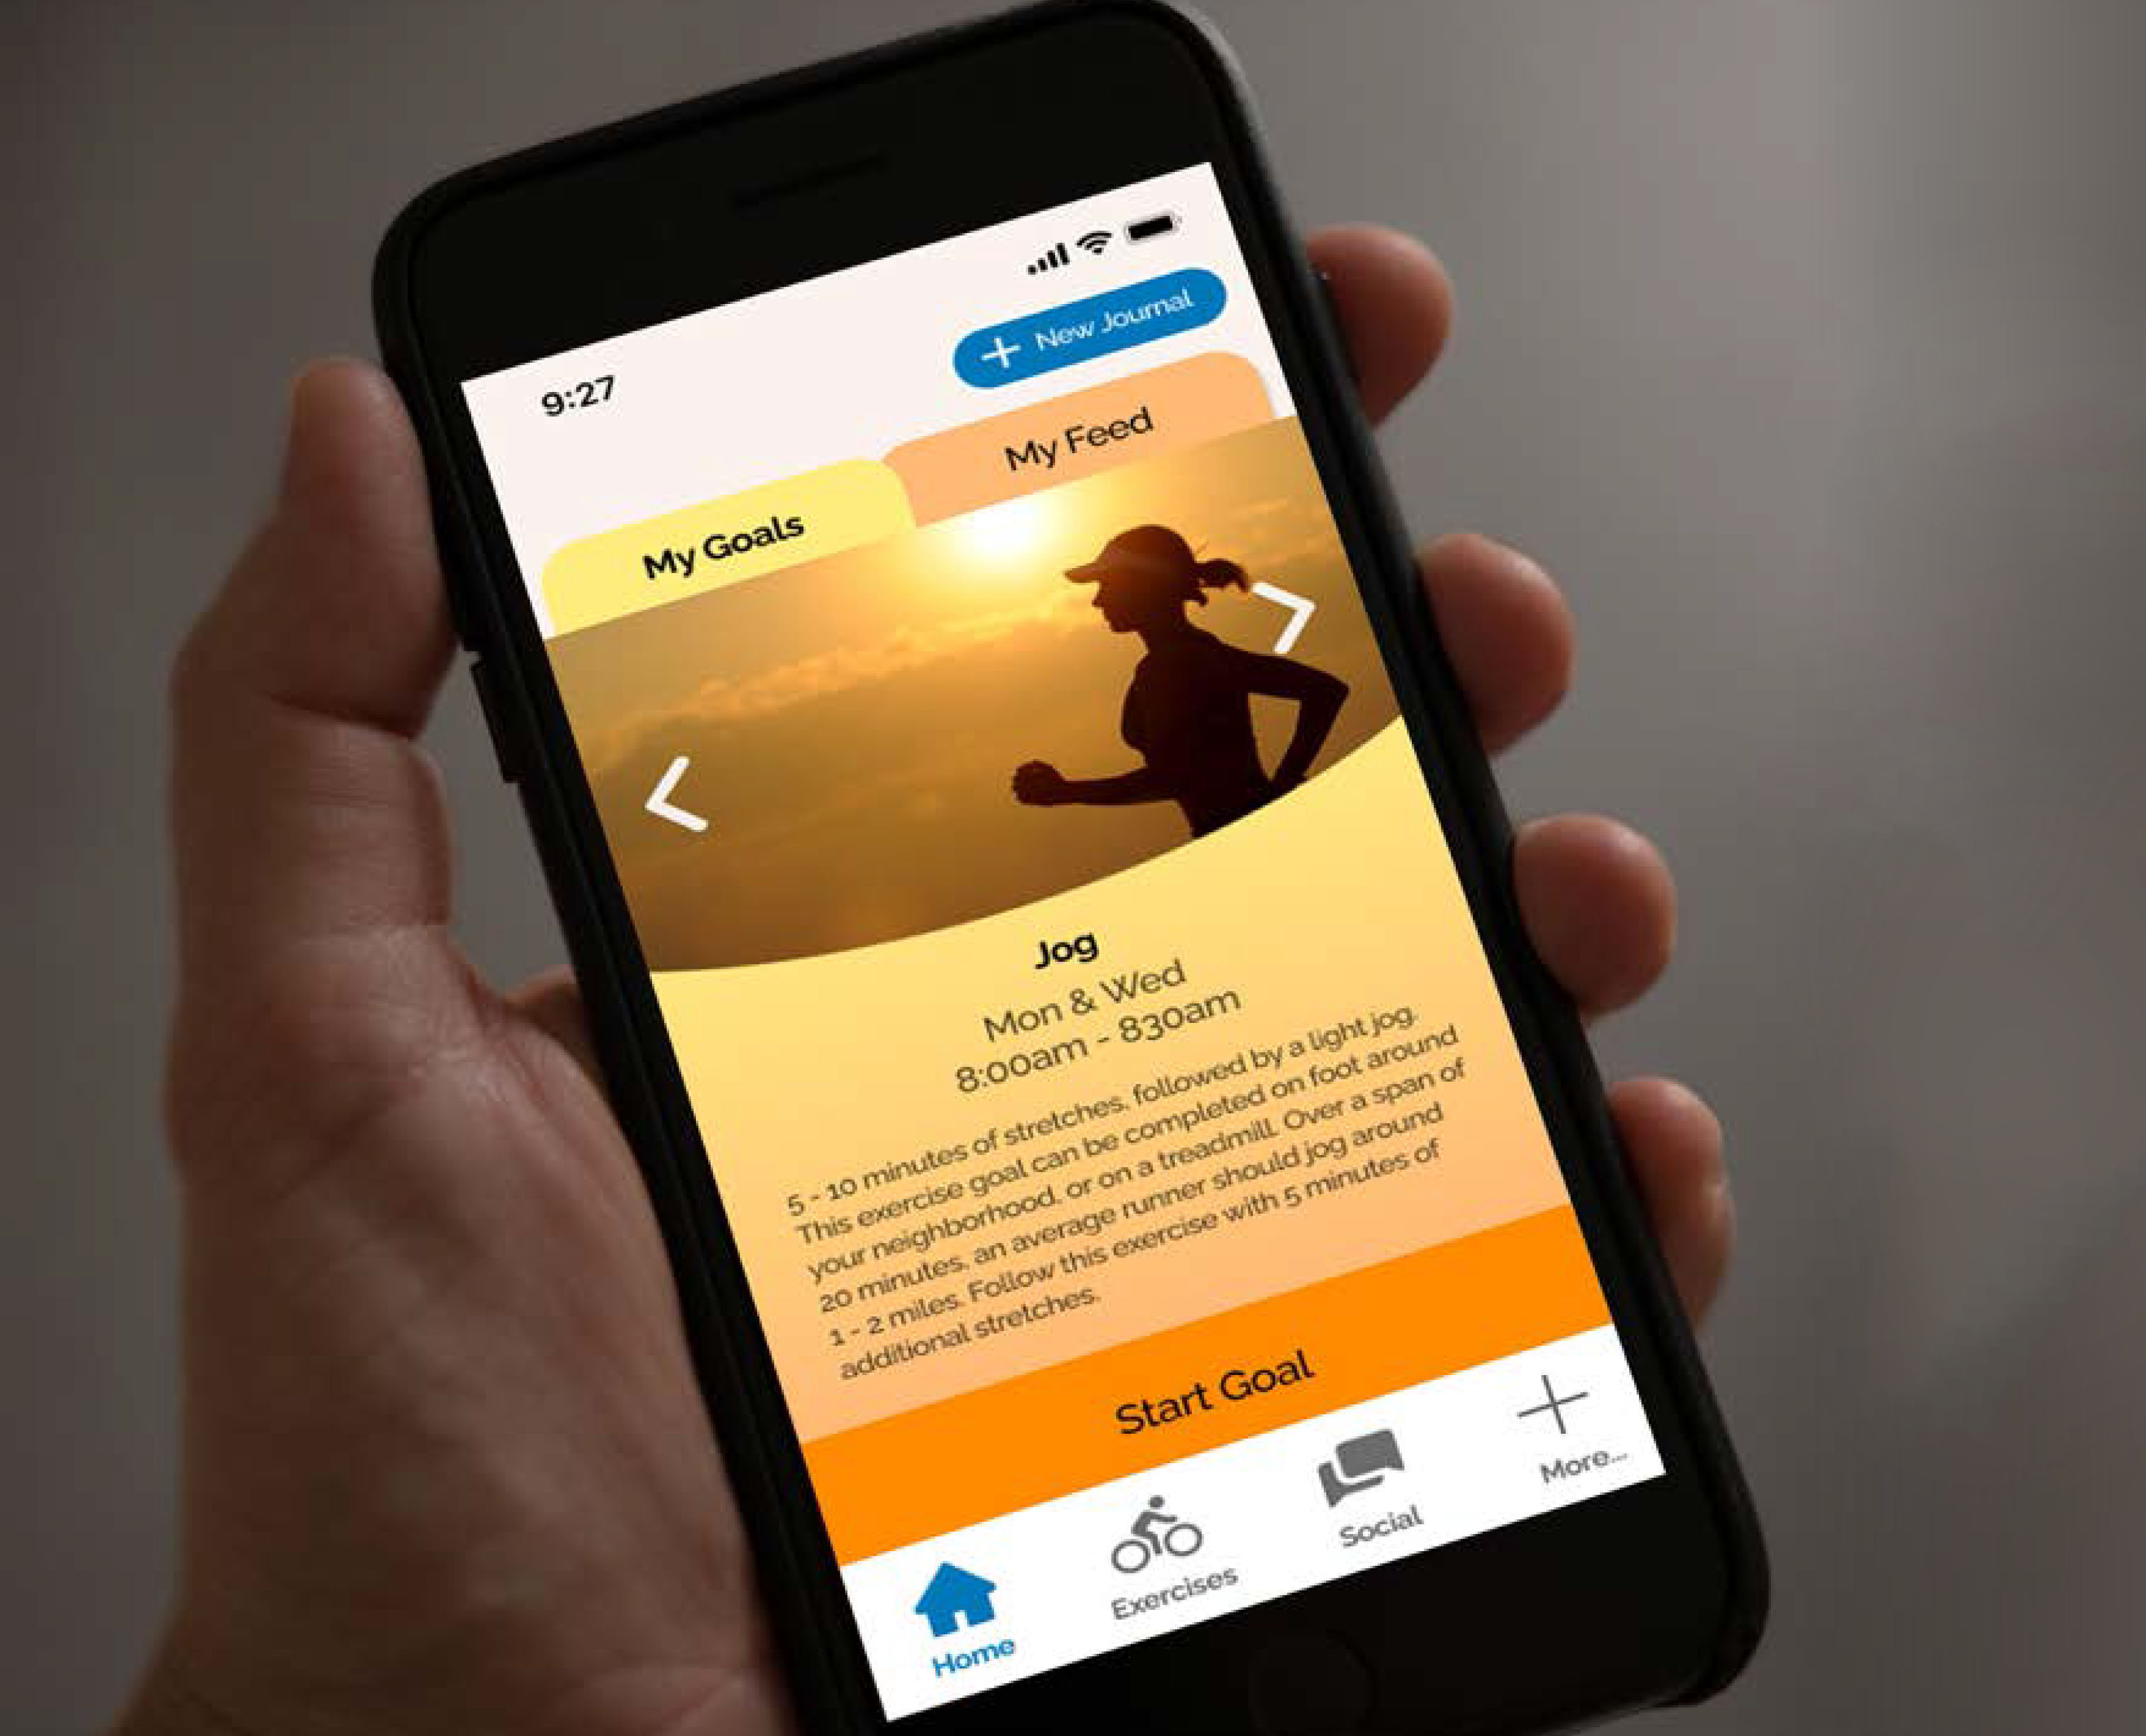 9:27
+ New Journal
My Goals
My Feed
Jog
Mon & Wed
8:00am - 830am
5 - 10 minutes of stretches, followed by a light jog.
This exercise goal can be completed on foot around
your neighborhood, or on a treadmill. Over a span of
20 minutes, an average runner should jog around
1 - 2 miles. Follow this exercise with 5 minutes of
additional stretches.
Start Goal
Home
Exercises
Social
More...